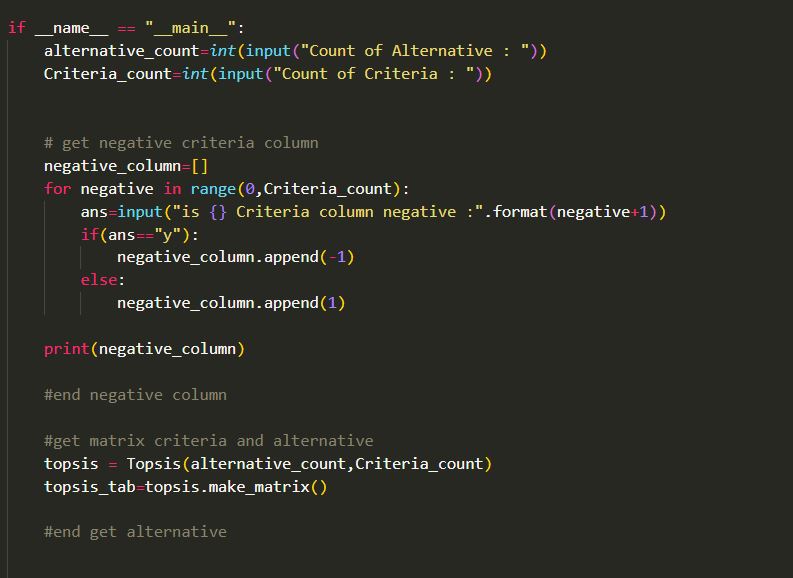 if __name__ == "__main__":
    alternative_count=int(input("Count of Alternative : "))
    Criteria_count=int(input("Count of Criteria : "))
    # get negative criteria column
    negative_column=[]
    for negative in range(0,Criteria_count):
        ans=input("is {} Criteria column negative :".format(negative+1))
        if(ans=="y"):
            negative_column.append(-1)
        else:
            negative_column.append(1)
    print(negative_column)
    #end negative column
    #get matrix criteria and alternative
    topsis = Topsis(alternative_count,Criteria_count)
    topsis_tab=topsis.make_matrix()
    #end get alternative